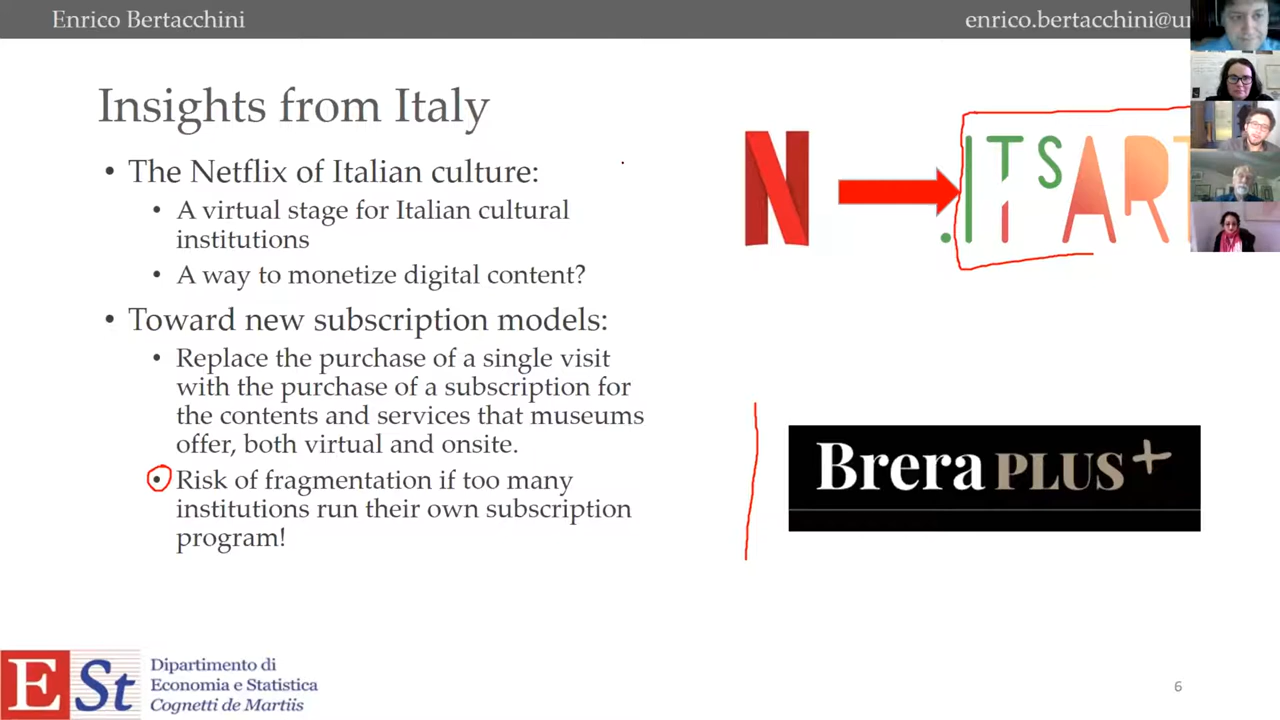 Enrico Bertacchini
enrico.bertacchini@u
Insights from Italy
• The Netflix of Italian culture:
• A virtual stage for Italian cultural
institutions
• A way to monetize digital content?
• Toward new subscription models:
• Replace the purchase of a single visit
with the purchase of a subscription for
the contents and services that museums
offer, both virtual and onsite.
• Risk of fragmentation if too many
institutions run their own subscription
program!
N
.ITsART
Brera PLUS+
ESt
Dipartimento di
Economia e Statistica
Cognetti de Martiis
6